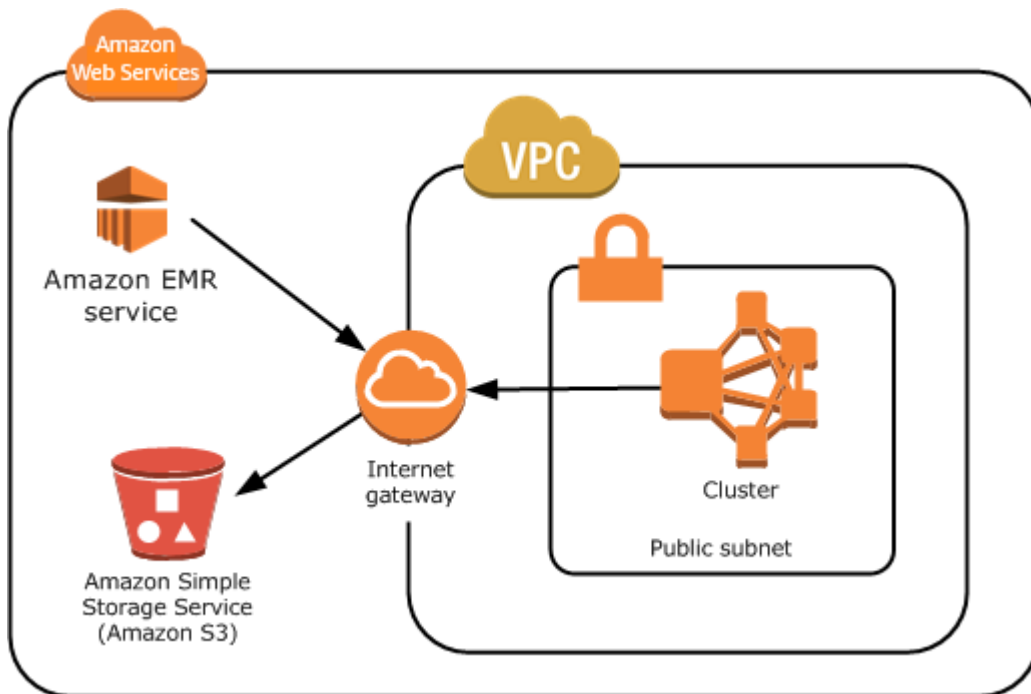 Amazon
Web Services
VPC
Amazon EMR
service
Internet
gateway
Cluster
Public subnet
Amazon Simple
Storage Service
(Amazon S3)